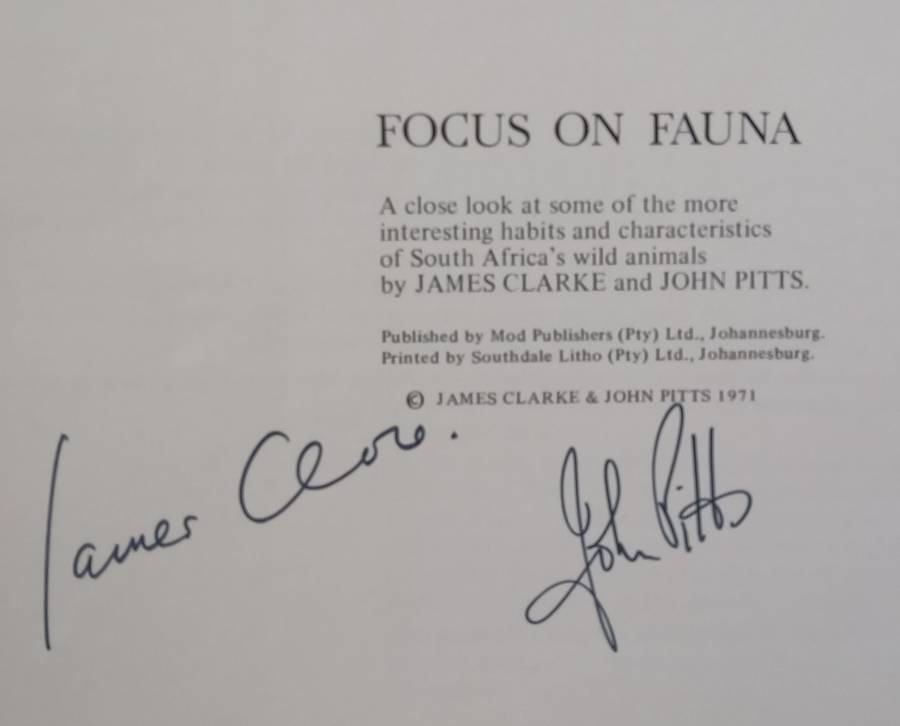 FOCUS ON FAUNA
A close look at some of the more
interesting habits and characteristics
of South Africa's wild animals
by JAMES CLARKE and JOHN PITTS.
Published by Mod Publishers (Pty) Ltd., Johannesburg.
Printed by Southdale Litho (Pty) Ltd., Johannesburg.
© JAMES CLARKE & JOHN PITTS 1971
James
John Pitts